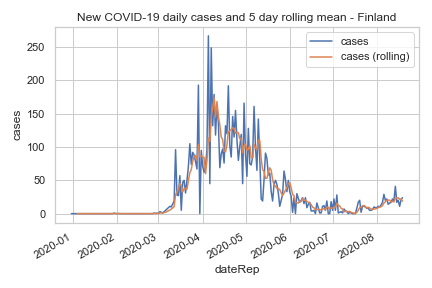 New COVID-19 daily cases and 5 day rolling mean - Finland
cases
cases (rolling)
250
200
150
100
50
0
cases
2020-01
2020-02
2020-03
2020-04
2020-05
2020-06
2020-07
2020-08
dateRep